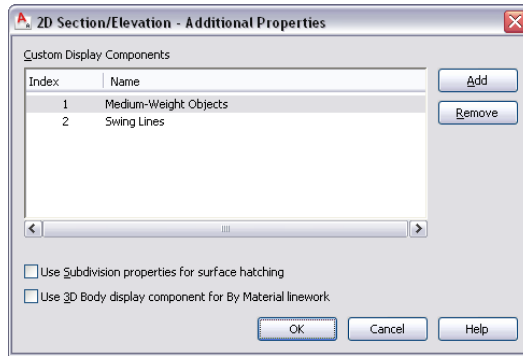 2D Section/Elevation - Additional Properties
Custom Display Components
Index Name
1 Medium-Weight Objects
2 Swing Lines
Add
Remove
Use Subdivision properties for surface hatching
Use 3D Body display component for By Material linework
OK Cancel Help